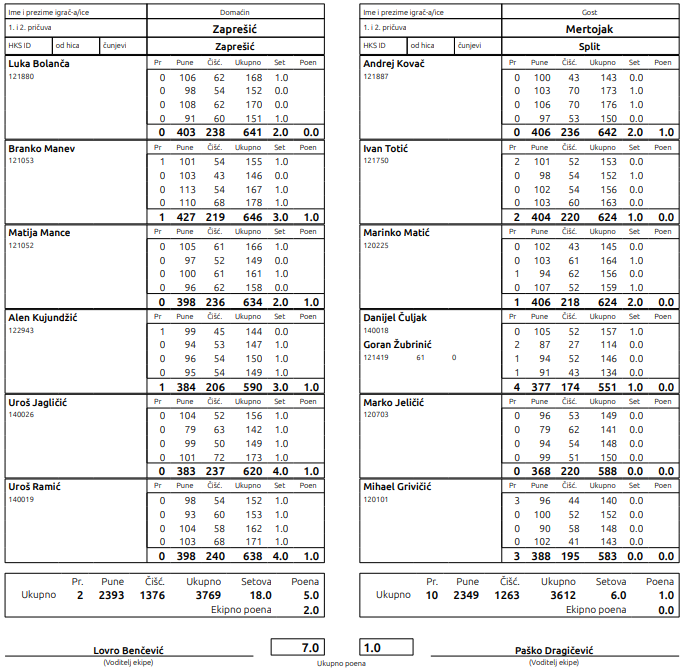 Ime i prezime igrač-a/ice Domaćin
1. i 2. pričuva Zaprešić
HKS ID od hica čunjevi Zaprešić
Luka Bolanča Pr Pune Čišć. Ukupno Set Poen
121880 0 106 62 168 1.0
0 98 54 152 0.0
0 108 62 170 0.0
0 91 60 151 1.0
0 403 238 641 2.0 0.0
Branko Manev Pr Pune Čišć. Ukupno Set Poen
121053 1 101 54 155 1.0
0 103 43 146 0.0
0 113 54 167 1.0
0 110 68 178 1.0
1 427 219 646 3.0 1.0
Matija Mance Pr Pune Čišć. Ukupno Set Poen
121052 0 105 61 166 1.0
0 97 52 149 0.0
0 100 61 161 1.0
0 96 62 158 0.0
0 398 236 634 2.0 1.0
Alen Kujundžić Pr Pune Čišć. Ukupno Set Poen
122943 1 99 45 144 0.0
0 94 53 147 1.0
0 96 54 150 1.0
0 95 54 149 1.0
1 384 206 590 3.0 1.0
Uroš Jagličić Pr Pune Čišć. Ukupno Set Poen
140026 0 104 52 156 1.0
0 79 63 142 1.0
0 99 50 149 1.0
0 101 72 173 1.0
0 383 237 620 4.0 1.0
Uroš Ramić Pr Pune Čišć. Ukupno Set Poen
140019 0 98 54 152 1.0
0 93 60 153 1.0
0 104 58 162 1.0
0 103 68 171 1.0
0 398 240 638 4.0 1.0
Pr. Pune Čišć. Ukupno Setova Poena
Ukupno 2 2393 1376 3769 18.0 5.0
Ekipno poena 2.0
Ime i prezime igrač-a/ice Gost
1. i 2. pričuva Mertojak
HKS ID od hica čunjevi Split
Andrej Kovač Pr Pune Čišć. Ukupno Set Poen
121887 0 100 43 143 0.0
0 103 70 173 1.0
0 106 70 176 1.0
0 97 53 150 0.0
0 406 236 642 2.0 1.0
Ivan Totić Pr Pune Čišć. Ukupno Set Poen
121750 2 101 52 153 0.0
0 98 54 152 1.0
0 102 54 156 0.0
0 103 60 163 0.0
2 404 220 624 1.0 0.0
Marinko Matić Pr Pune Čišć. Ukupno Set Poen
120225 0 102 43 145 0.0
0 103 61 164 1.0
1 94 62 156 0.0
0 107 52 159 1.0
1 406 218 624 2.0 0.0
Danijel Čuljak Pr Pune Čišć. Ukupno Set Poen
140018 0 105 52 157 1.0
Goran Žubrinić 2 87 27 114 0.0
121419 61 0 1 94 52 146 0.0
1 91 43 134 0.0
4 377 174 551 1.0 0.0
Marko Jeličić Pr Pune Čišć. Ukupno Set Poen
120703 0 96 53 149 0.0
0 79 62 141 0.0
0 94 54 148 0.0
0 99 51 150 0.0
0 368 220 588 0.0 0.0
Mihael Grivičić Pr Pune Čišć. Ukupno Set Poen
120101 3 96 44 140 0.0
0 100 52 152 0.0
0 90 58 148 0.0
0 102 41 143 0.0
3 388 195 583 0.0 0.0
Pr. Pune Čišć. Ukupno Setova Poena
Ukupno 10 2349 1263 3612 6.0 1.0
Ekipno poena 0.0
Lovro Benčević 7.0 1.0 Paško Dragičević
(Voditelj ekipe) Ukupno poena (Voditelj ekipe)